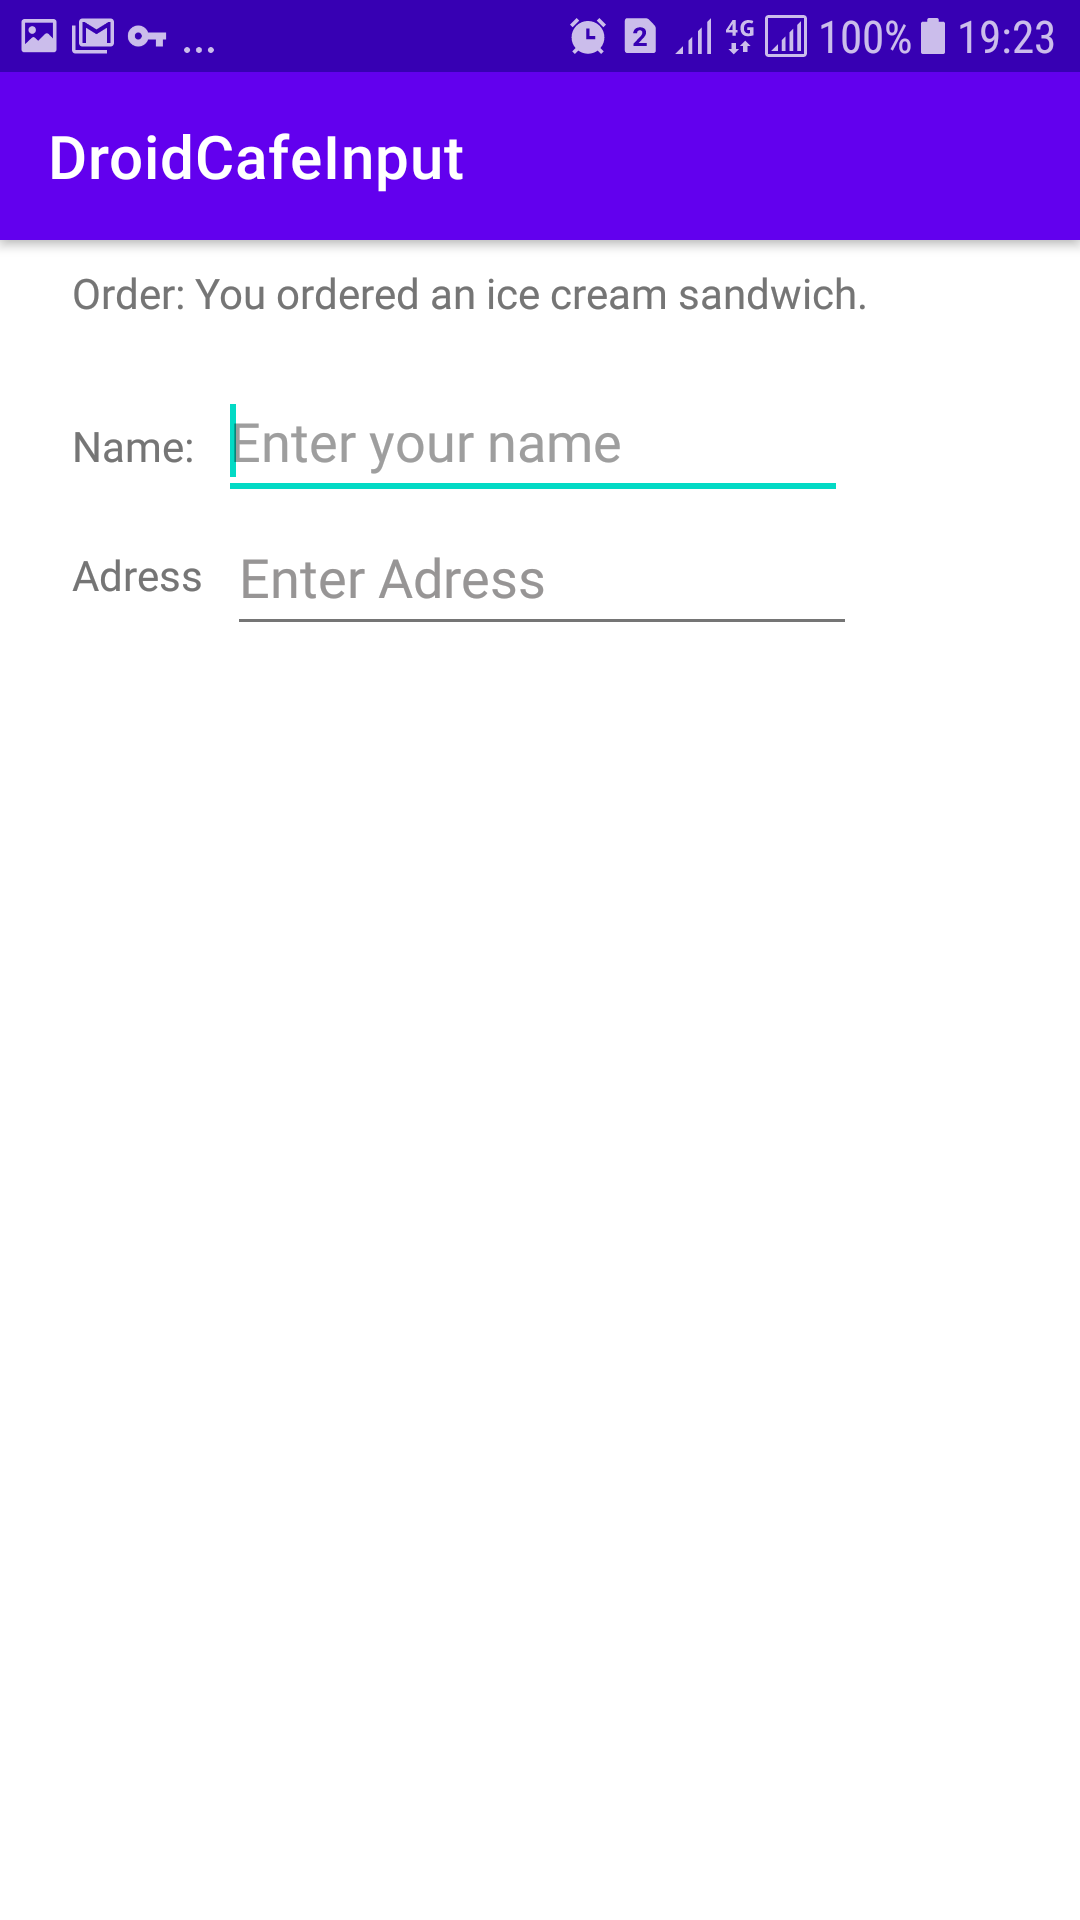 ... 2 4G 100% 19:23
DroidCafeInput
Order: You ordered an ice cream sandwich.
Name: Enter your name
Adress Enter Adress